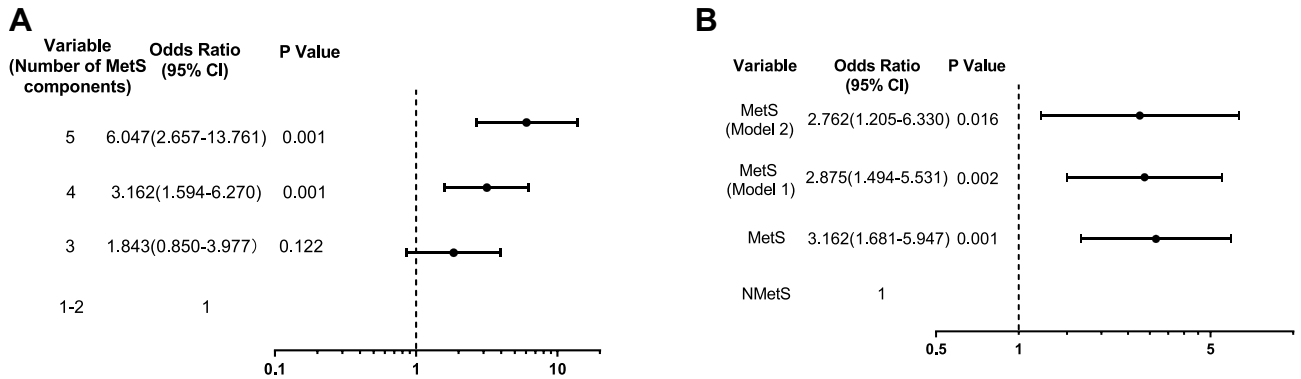 A
Variable
(Number of MetS
components)
Odds Ratio
(95% CI)
P Value
5 6.047(2.657-13.761) 0.001
4 3.162(1.594-6.270) 0.001
3 1.843(0.850-3.977) 0.122
1-2 1
0.1 1 10
B
Variable
Odds Ratio
(95% CI)
P Value
MetS
(Model 2)
2.762(1.205-6.330) 0.016
MetS
(Model 1)
2.875(1.494-5.531) 0.002
MetS 3.162(1.681-5.947) 0.001
NMetS 1
0.5 1 5